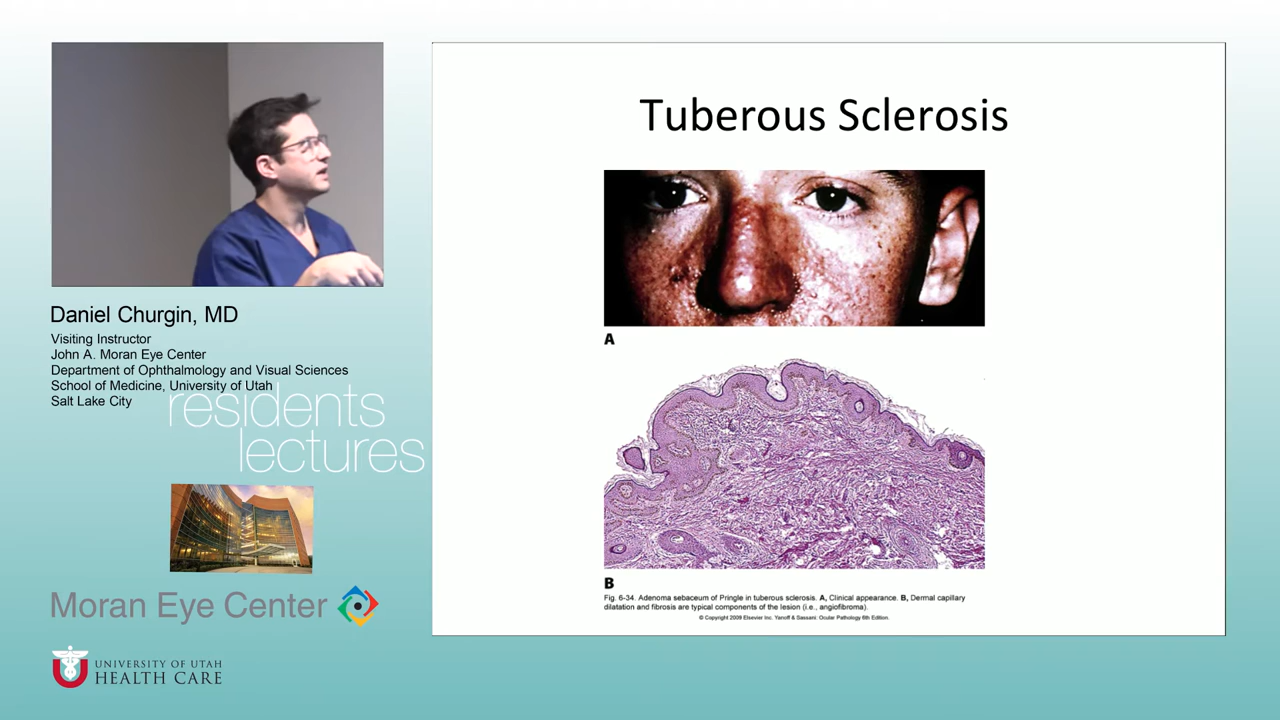 Daniel Churgin, MD
Visiting Instructor
John A. Moran Eye Center
Department of Ophthalmology and Visual Sciences
School of Medicine, University of Utah
Salt Lake City
residents
lectures
Moran Eye Center
UNIVERSITY OF UTAH
HEALTH CARE
Tuberous Sclerosis
A
B
Fig. 6-34. Adenoma sebaceum of Pringle in tuberous sclerosis. A, Clinical appearance. B, Dermal capillary
dilatation and fibrosis are typical components of the lesion (i.e., angiofibroma).
© Copyright 2009 Elsevier Inc. Yanoff & Sassani. Ocular Pathology 6th Edition.